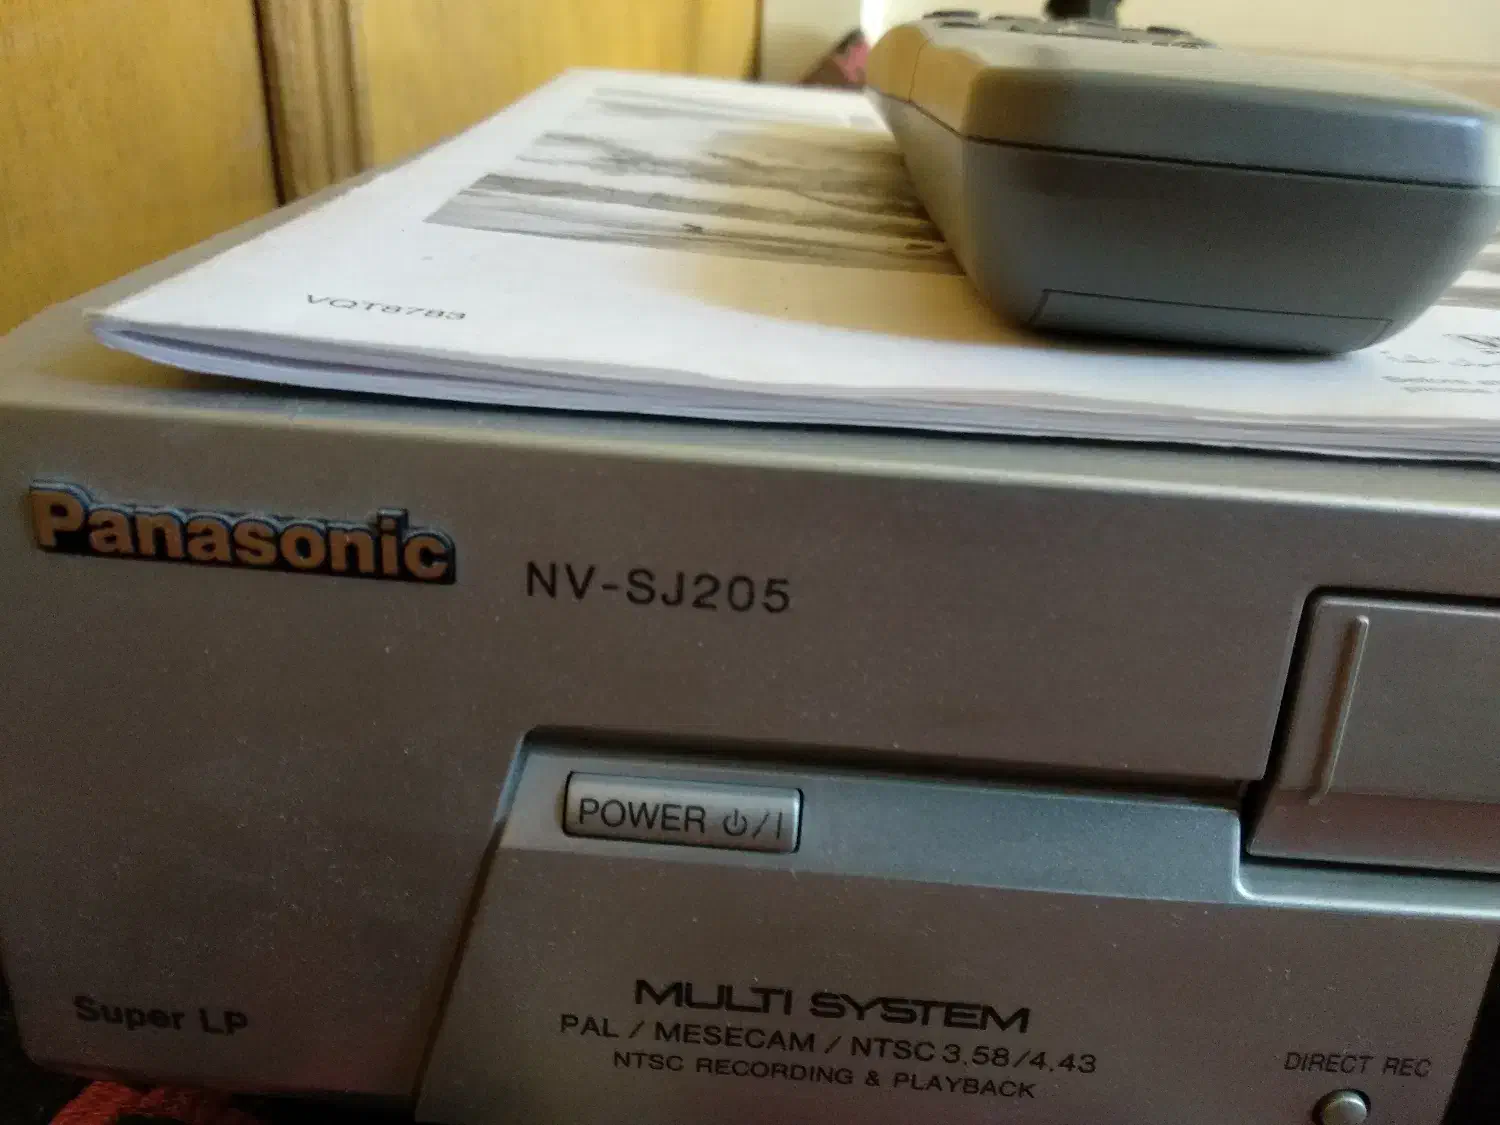 VQT8783
Panasonic
NV-SJ205
POWER ⏻/I
MULTI SYSTEM
PAL / MESECAM / NTSC 3.58/4.43
NTSC RECORDING & PLAYBACK
Super LP
DIRECT REC